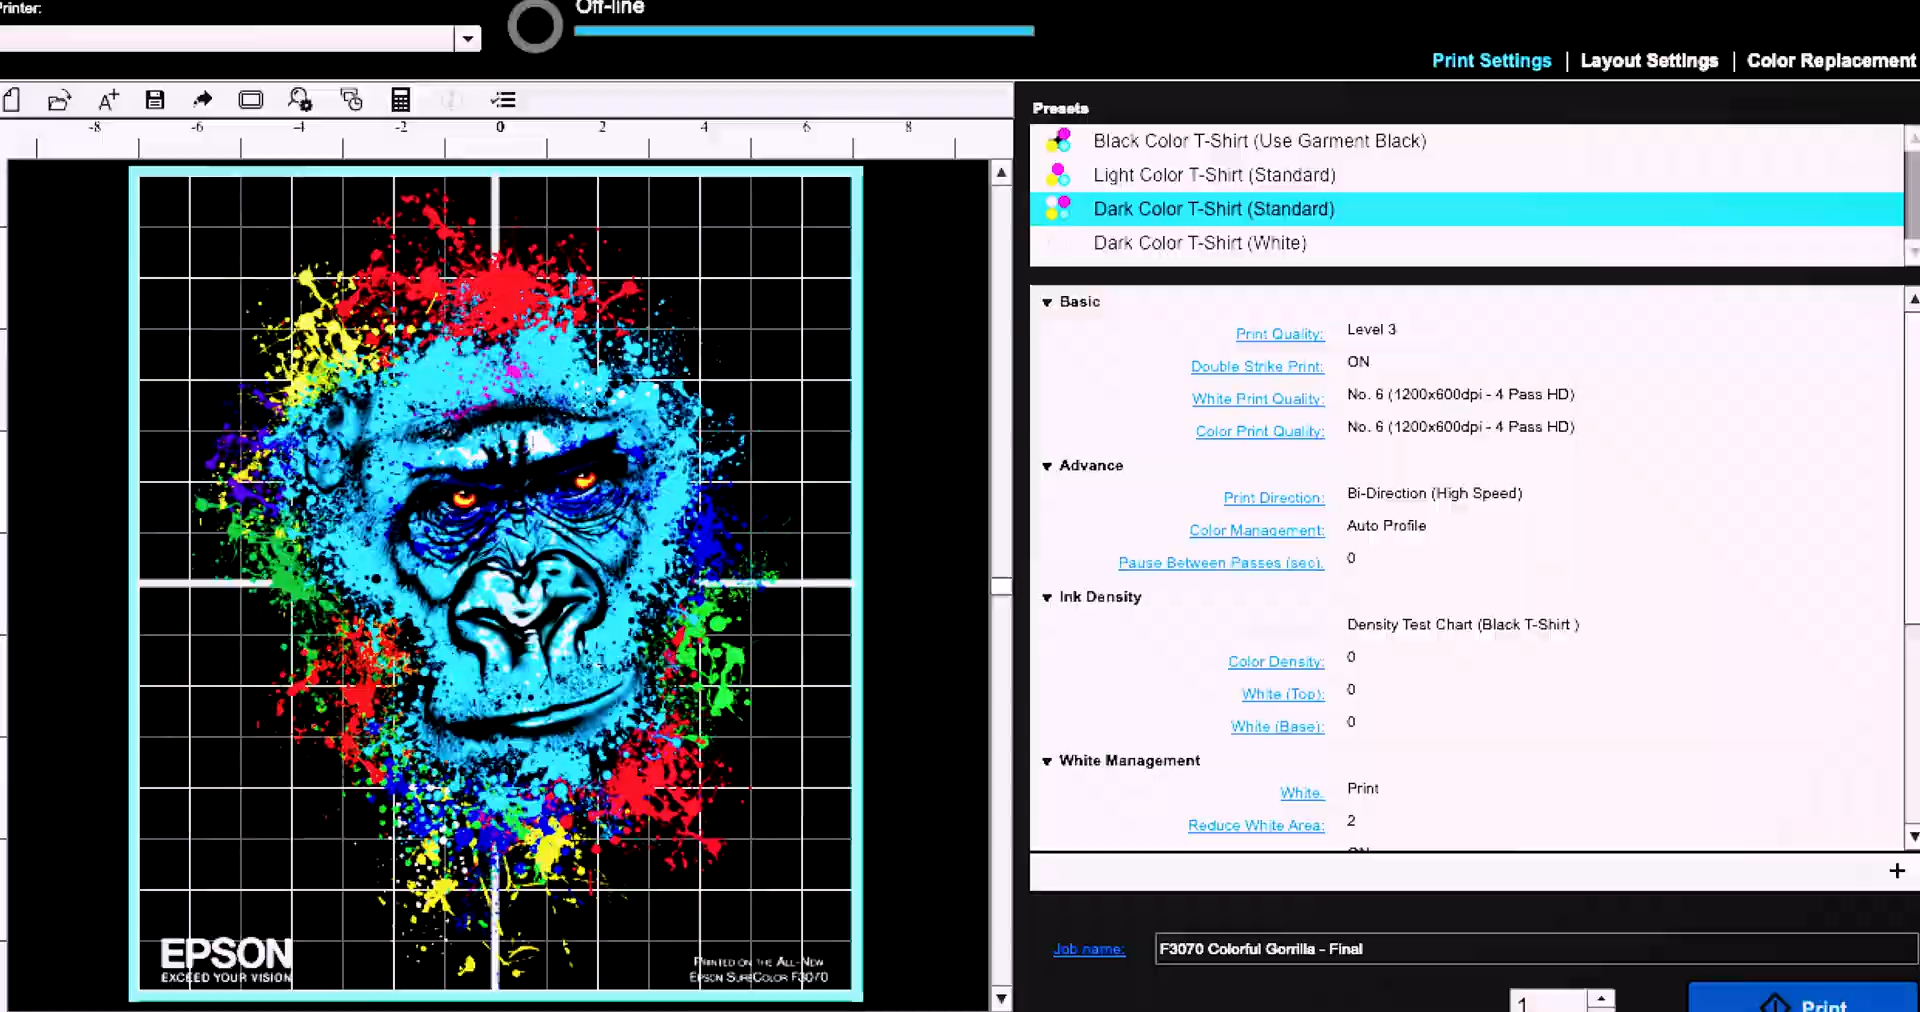 Printer:
Off-line
Print Settings | Layout Settings | Color Replacement
-8 -6 -4 -2 0 2 4 6 8
Presets
Black Color T-Shirt (Use Garment Black)
Light Color T-Shirt (Standard)
Dark Color T-Shirt (Standard)
Dark Color T-Shirt (White)
Basic
Print Quality: Level 3
Double Strike Print: ON
White Print Quality: No. 6 (1200x600dpi - 4 Pass HD)
Color Print Quality: No. 6 (1200x600dpi - 4 Pass HD)
Advance
Print Direction: Bi-Direction (High Speed)
Color Management: Auto Profile
Pause Between Passes (sec): 0
Ink Density
Density Test Chart (Black T-Shirt )
Color Density: 0
White (Top): 0
White (Base): 0
White Management
White: Print
Reduce White Area: 2
ON
Job name: F3070 Colorful Gorrilla - Final
1
Print
EPSON
EXCEED YOUR VISION
Printed on the All-New
Epson SureColor F3070